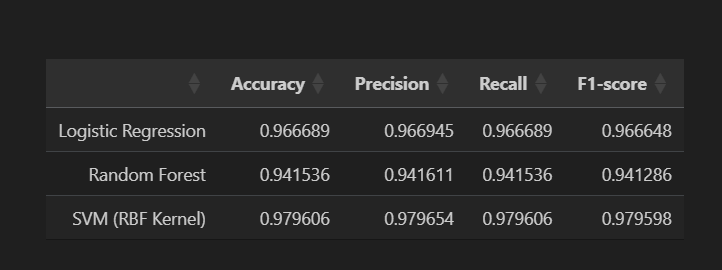 Accuracy Precision Recall F1-score
Logistic Regression 0.966689 0.966945 0.966689 0.966648
Random Forest 0.941536 0.941611 0.941536 0.941286
SVM (RBF Kernel) 0.979606 0.979654 0.979606 0.979598